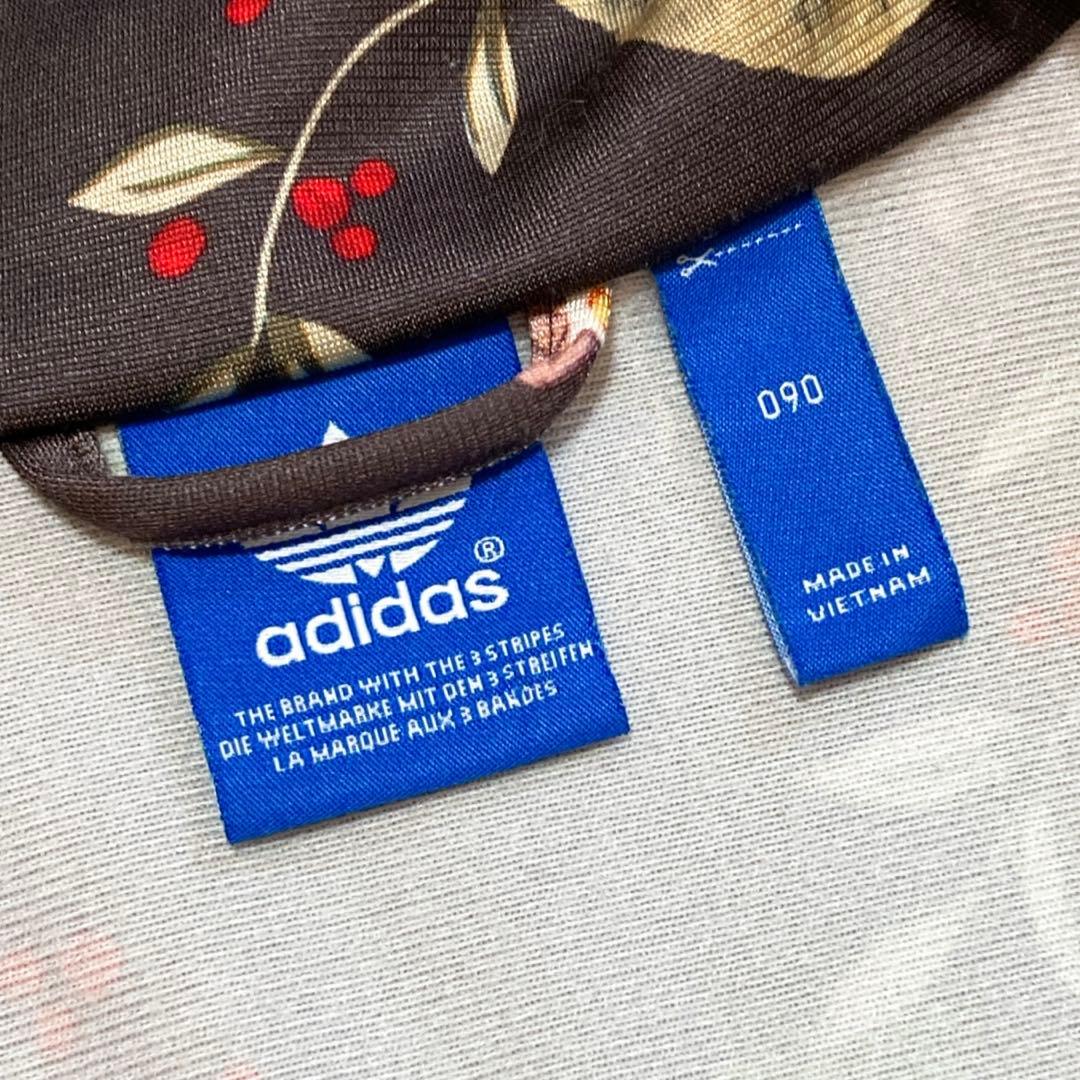 adidas®
THE BRAND WITH THE 3 STRIPES
DIE WELTMARKE MIT DEN 3 STREIFEN
LA MARQUE AUX 3 BANDES
090
MADE IN
VIETNAM